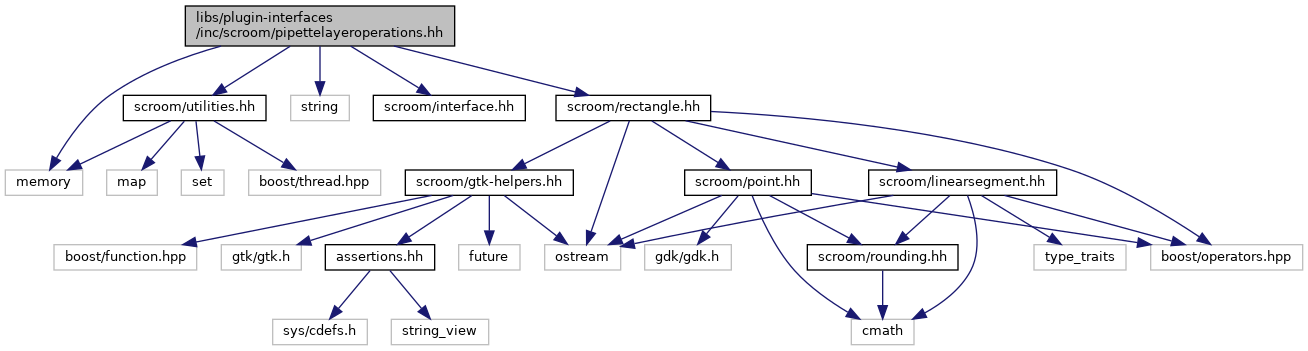 libs/plugin-interfaces
/inc/scroom/pipettelayeroperations.hh
scroom/utilities.hh
string
scroom/interface.hh
scroom/rectangle.hh
memory
map
set
boost/thread.hpp
scroom/gtk-helpers.hh
scroom/point.hh
scroom/linearsegment.hh
boost/function.hpp
gtk/gtk.h
assertions.hh
future
ostream
gdk/gdk.h
scroom/rounding.hh
type_traits
boost/operators.hpp
sys/cdefs.h
string_view
cmath